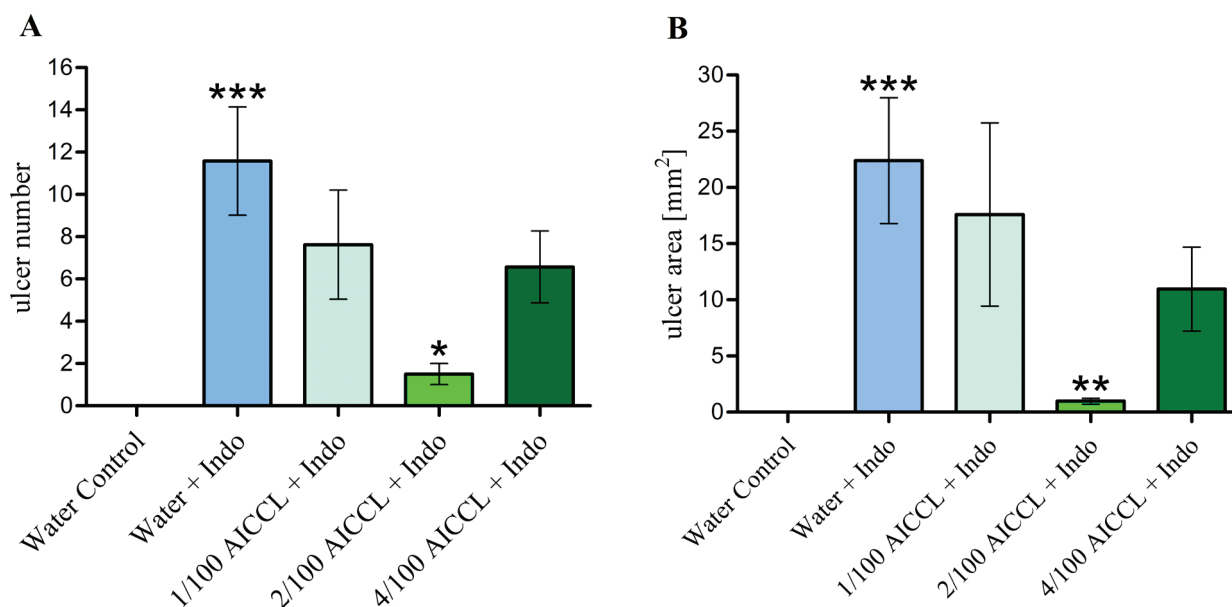 A
ulcer number
16
14
12
10
8
6
4
2
0
***
*
Water Control
Water + Indo
1/100 AICCL + Indo
2/100 AICCL + Indo
4/100 AICCL + Indo
B
ulcer area [mm²]
30
25
20
15
10
5
0
***
**
Water Control
Water + Indo
1/100 AICCL + Indo
2/100 AICCL + Indo
4/100 AICCL + Indo